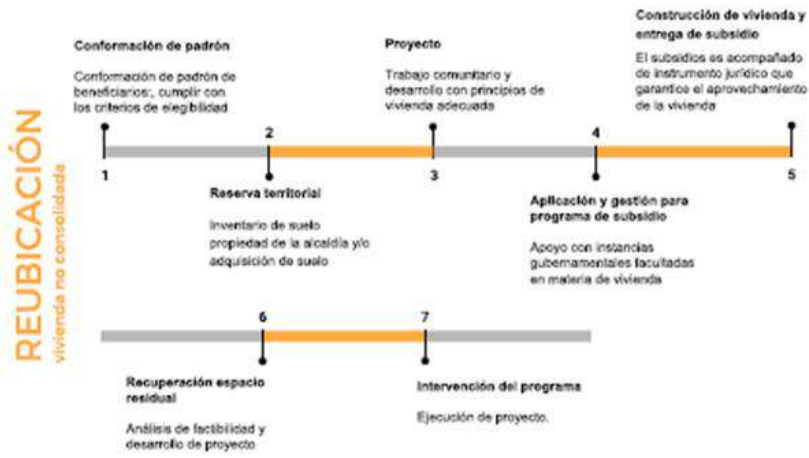 REUBICACIÓN
vivienda no consolidada
Conformación de padrón
Conformación de padrón de
beneficiarios:, cumplir con
los criterios de elegibilidad
Proyecto
Trabajo comunitario y
desarrollo con principios de
vivienda adecuada
Construcción de vivienda y
entrega de subsidio
El subsidios es acompañado
de instrumento jurídico que
garantice el aprovechamiento
de la vivienda
2
4
1
3
5
Reserva territorial
Inventario de suelo
propiedad de la alcaldía y/o
adquisición de suelo
Aplicación y gestión para
programa de subsidio
Apoyo con instancias
gubernamentales facultadas
en materia de vivienda
6
7
Recuperación espacio
residual
Análisis de factibilidad y
desarrollo de proyecto
Intervención del programa
Ejecución de proyecto.